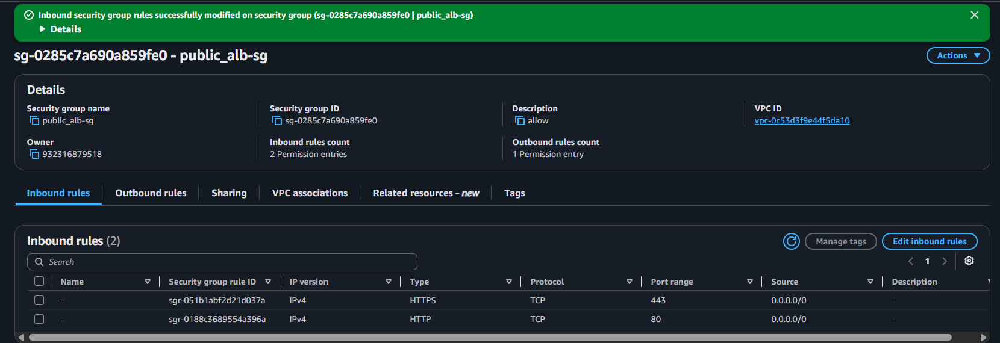 Inbound security group rules successfully modified on security group (sg-0285c7a690a859fe0 | public_alb-sg)
Details
sg-0285c7a690a859fe0 - public_alb-sg
Actions
Details
Security group name
public_alb-sg
Security group ID
sg-0285c7a690a859fe0
Description
allow
VPC ID
vpc-0c53d3f9e44f5da10
Owner
932316879518
Inbound rules count
2 Permission entries
Outbound rules count
1 Permission entry
Inbound rules Outbound rules Sharing VPC associations Related resources - new Tags
Inbound rules (2)
Manage tags
Edit inbound rules
Search
1
Name Security group rule ID IP version Type Protocol Port range Source Description
– sgr-051b1abf2d21d037a IPv4 HTTPS TCP 443 0.0.0.0/0 –
– sgr-0188c3689554a396a IPv4 HTTP TCP 80 0.0.0.0/0 –